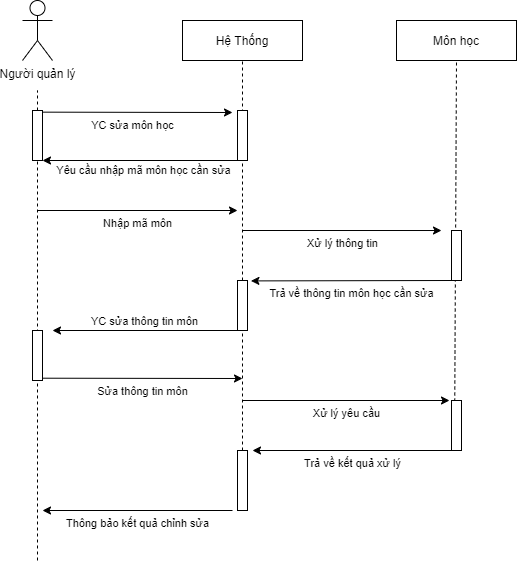 Hệ Thống
Môn học
Người quản lý
YC sửa môn học
Yêu cầu nhập mã môn học cần sửa
Nhập mã môn
Xử lý thông tin
Trả về thông tin môn học cần sửa
YC sửa thông tin môn
Sửa thông tin môn
Xử lý yêu cầu
Trả về kết quả xử lý
Thông bảo kết quả chỉnh sửa